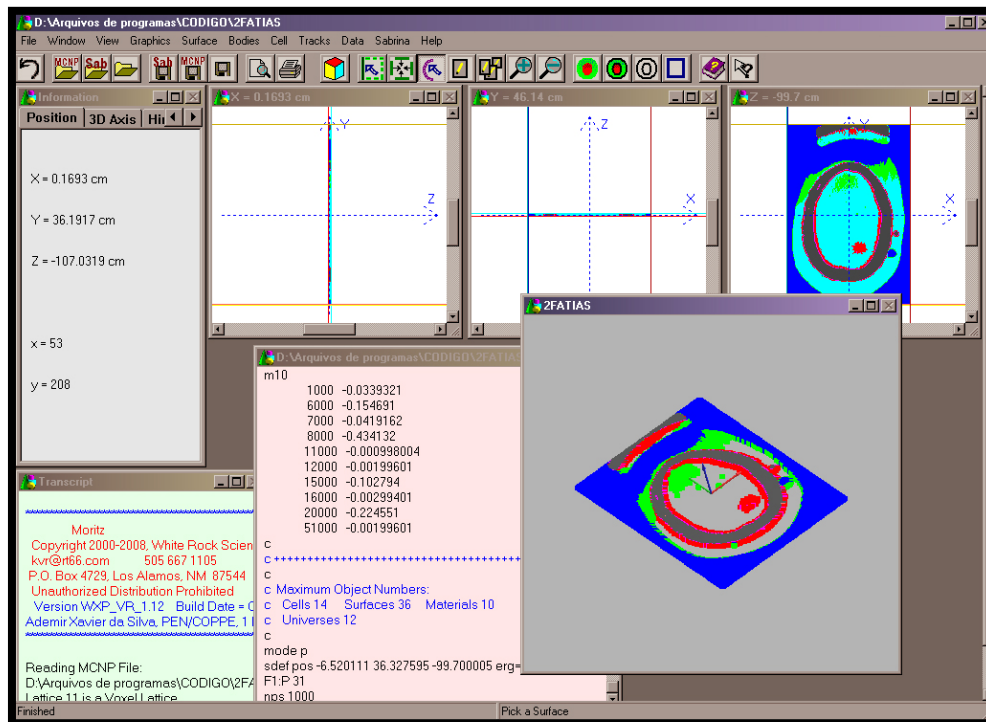 D:\Arquivos de programas\CODIGO\2FATIAS
File Window View Graphics Surface Bodies Cell Tracks Data Sabrina Help
MCNP Sab Sab MCNP
Information
Position 3D Axis
X = 0.1693 cm
Y = 36.1917 cm
Z = -107.0319 cm
x = 53
y = 208
X = 0.1693 cm
Y
Z
Y = 46.14 cm
Z
X
Z = -99.7 cm
Y
X
2FATIAS
D:\Arquivos de programas\CODIGO\2FATIAS
m10
1000 -0.0339321
6000 -0.154691
7000 -0.0419162
8000 -0.434132
11000 -0.000998004
12000 -0.00199601
15000 -0.102794
16000 -0.00299401
20000 -0.224551
51000 -0.00199601
c
c +++++++++++++++++++++++++++++++++++
c
c Maximum Object Numbers:
c Cells 14 Surfaces 36 Materials 10
c Universes 12
c
mode p
sdef pos -6.520111 36.327595 -99.700005 erg=
F1:P 31
nps 1000
Transcript
Moritz
Copyright 2000-2008, White Rock Scien
kvr@rt66.com 505 667 1105
P.O. Box 4729, Los Alamos, NM 87544
Unauthorized Distribution Prohibited
Version WXP_VR_1.12 Build Date =
Ademir Xavier da Silva, PEN/COPPE, 1
Reading MCNP File:
D:\Arquivos de programas\CODIGO\2FA
Lattice 11 is a Voxel Lattice
Finished
Pick a Surface